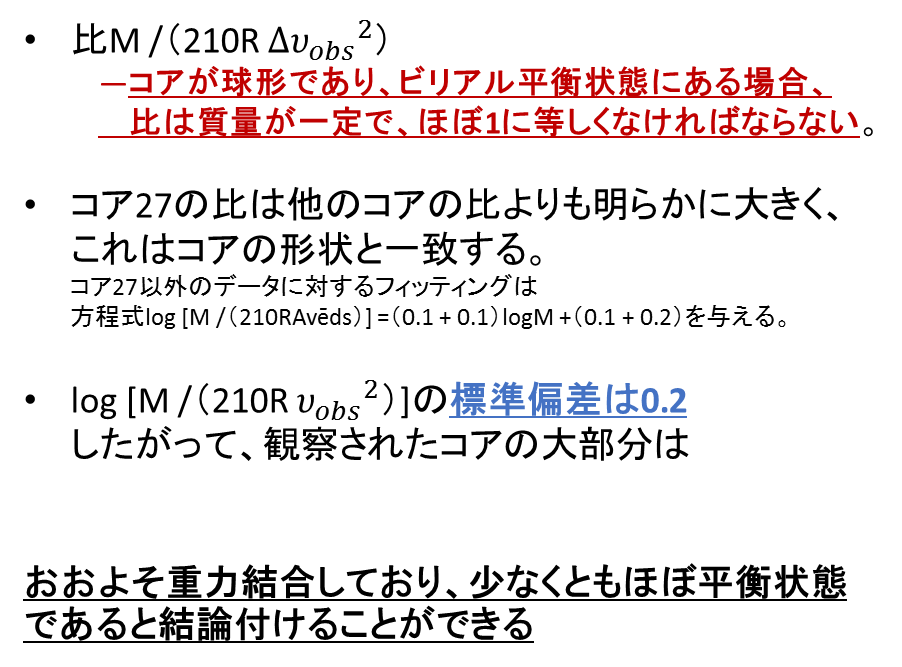 • 比M /（210R Δ𝜐𝑜𝑏𝑠²）
―コアが球形であり、ビリアル平衡状態にある場合、
比は質量が一定で、ほぼ1に等しくなければならない。
• コア27の比は他のコアの比よりも明らかに大きく、
これはコアの形状と一致する。
コア27以外のデータに対するフィッティングは
方程式log [M /（210RAvēds）] =（0.1 + 0.1）logM +（0.1 + 0.2）を与える。
• log [M /（210R 𝜐𝑜𝑏𝑠²）]の標準偏差は0.2
したがって、観察されたコアの大部分は
おおよそ重力結合しており、少なくともほぼ平衡状態
であると結論付けることができる